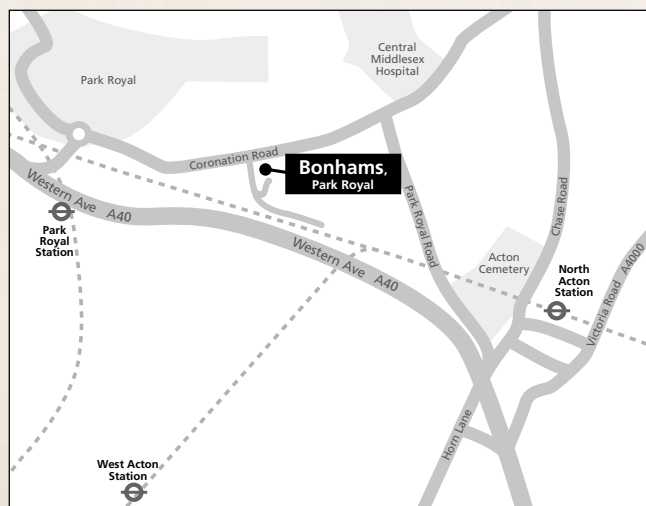 Central
Middlesex
Hospital
Park Royal
Coronation Road
Bonhams,
Park Royal
Western Ave A40
Park Royal Road
Chase Road
Park
Royal
Station
Western Ave A40
Acton
Cemetery
North
Acton
Station
Victoria Road A4000
Horn Lane
West Acton
Station